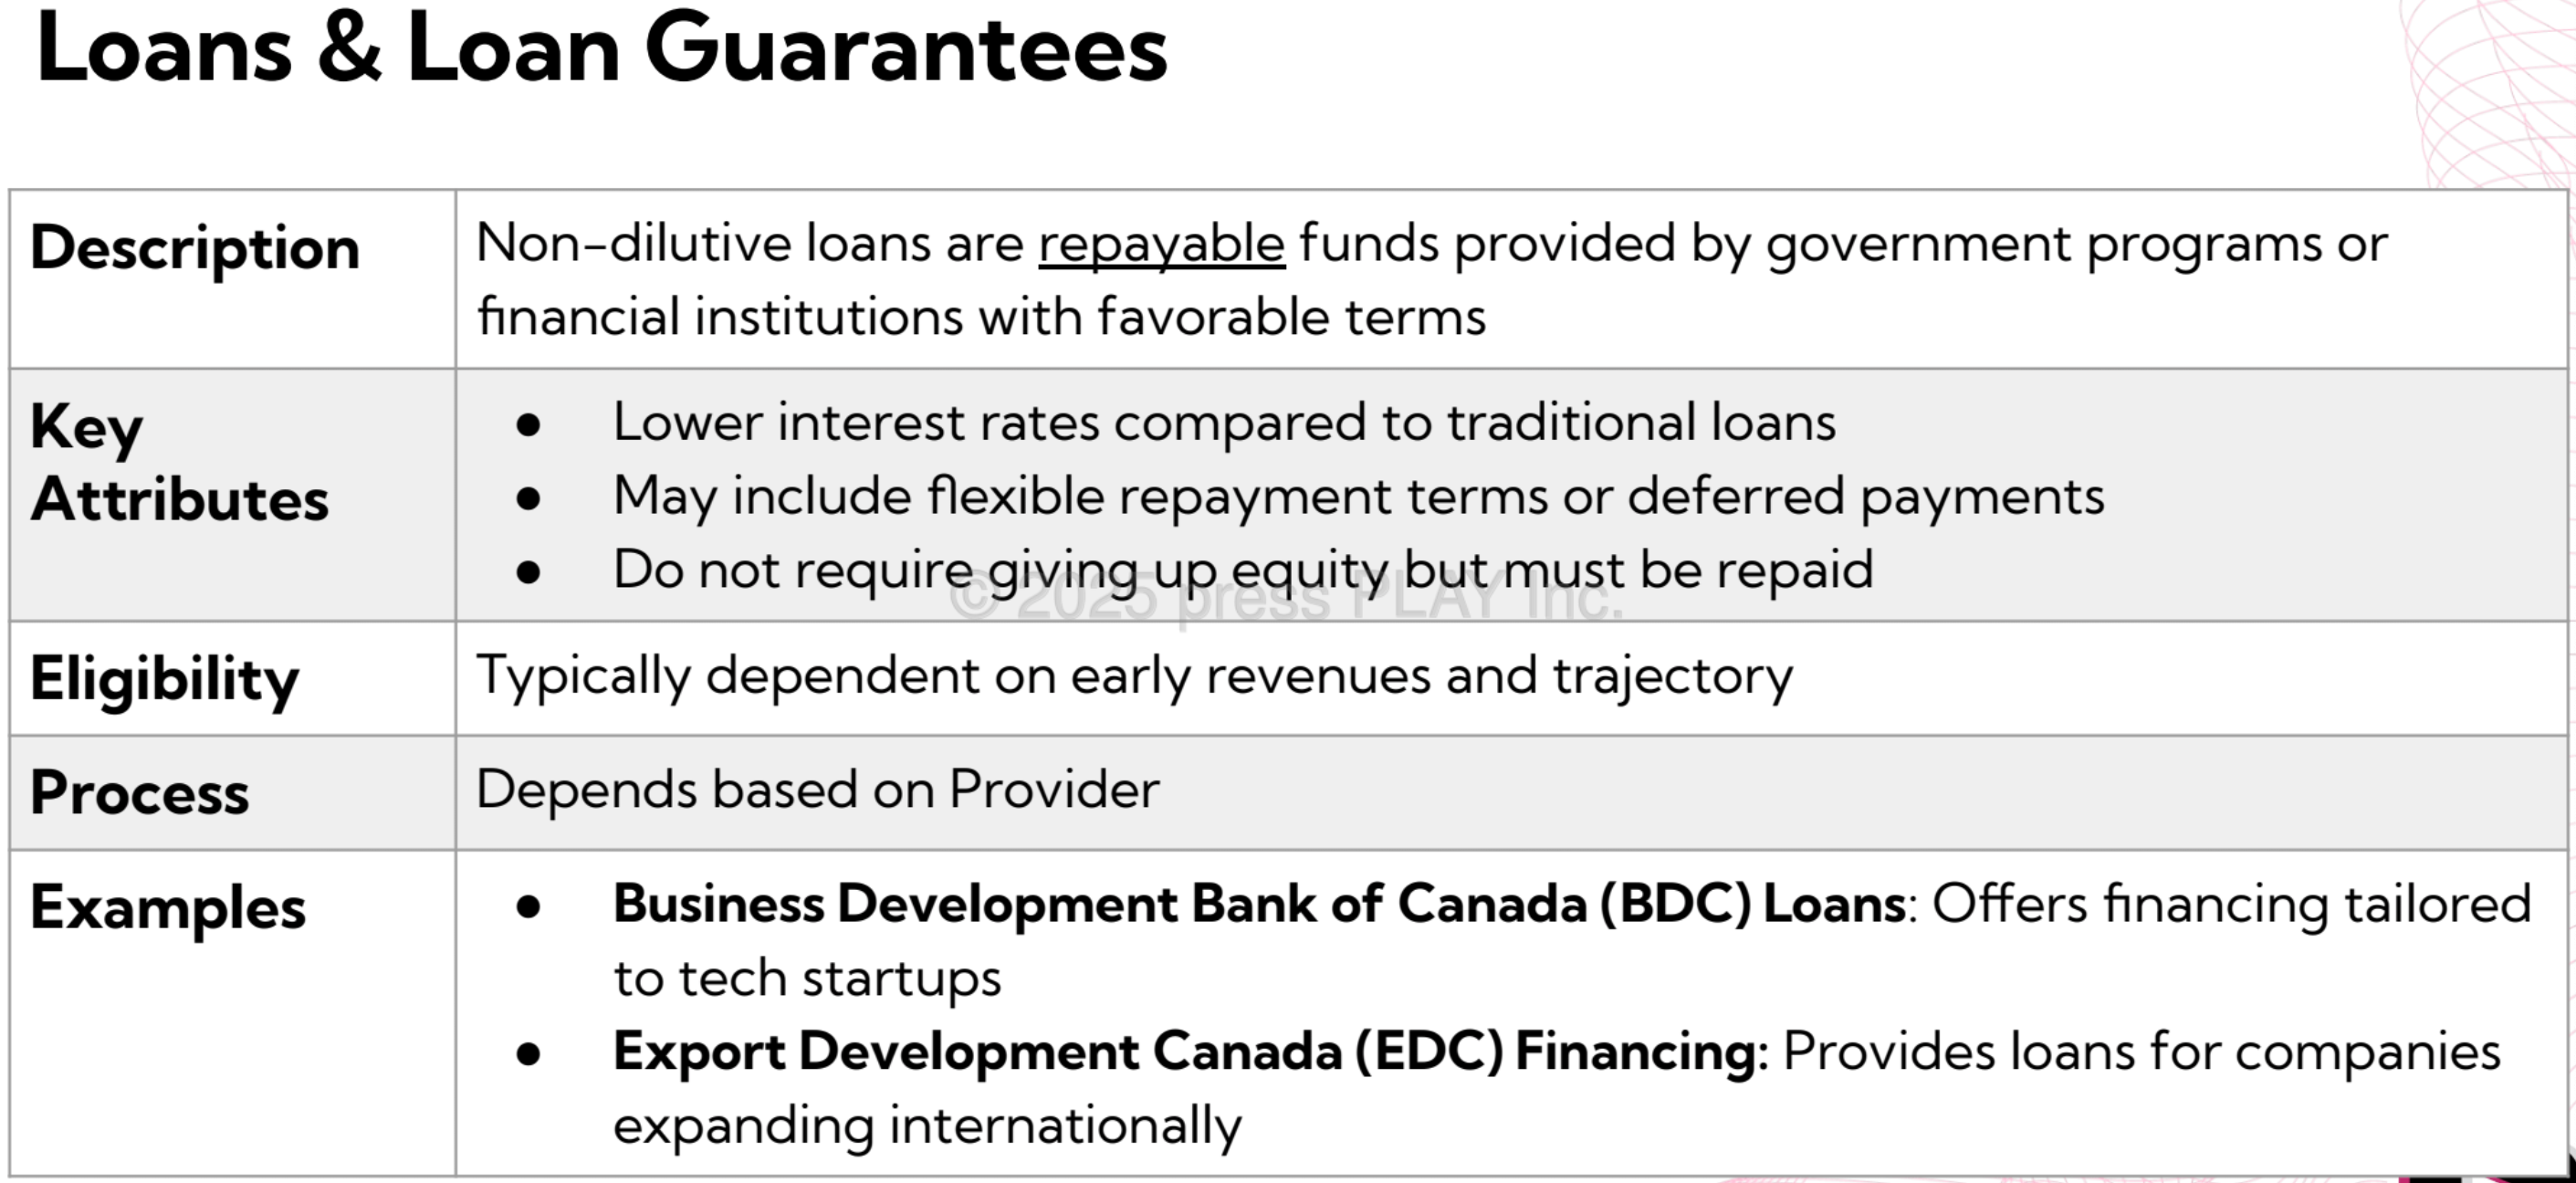 Loans & Loan Guarantees
Description
Non-dilutive loans are repayable funds provided by government programs or
financial institutions with favorable terms
Key
Attributes
● Lower interest rates compared to traditional loans
● May include flexible repayment terms or deferred payments
● Do not require giving up equity but must be repaid
© 2025 press PLAY Inc.
Eligibility
Typically dependent on early revenues and trajectory
Process
Depends based on Provider
Examples
● Business Development Bank of Canada (BDC) Loans: Offers financing tailored
to tech startups
● Export Development Canada (EDC) Financing: Provides loans for companies
expanding internationally